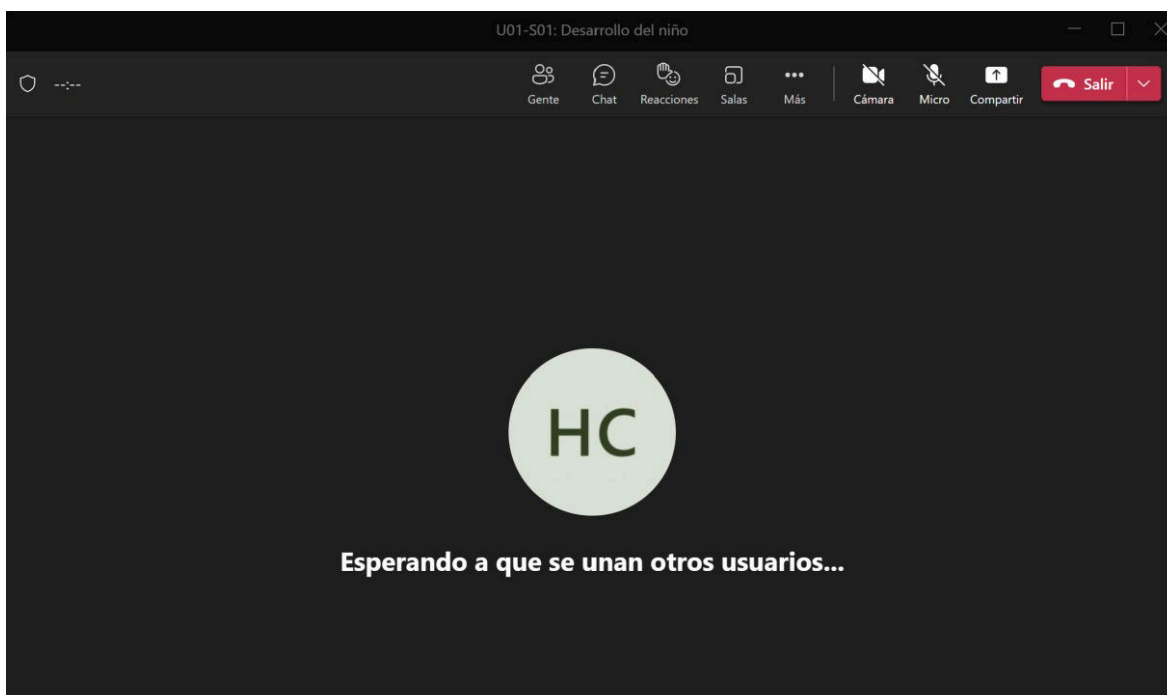 U01-S01: Desarrollo del niño
--:--
Gente Chat Reacciones Salas Más Cámara Micro Compartir Salir
HC
Esperando a que se unan otros usuarios...